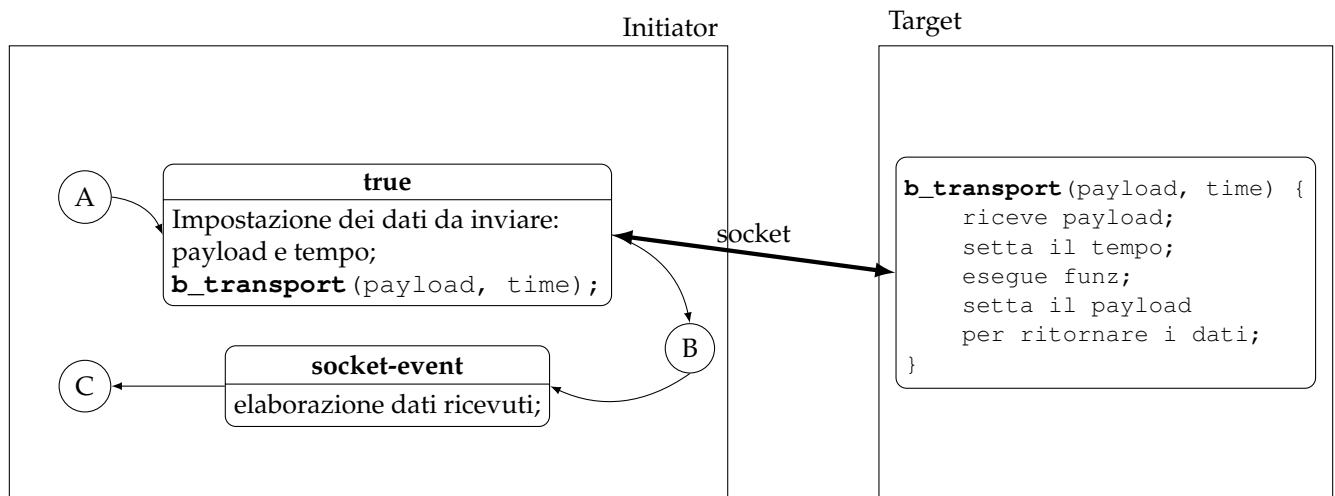 Initiator
Target
A
true
Impostazione dei dati da inviare:
payload e tempo;
b_transport(payload, time);
socket
B
socket-event
elaborazione dati ricevuti;
C
b_transport(payload, time) {
riceve payload;
setta il tempo;
esegue funz;
setta il payload
per ritornare i dati;
}